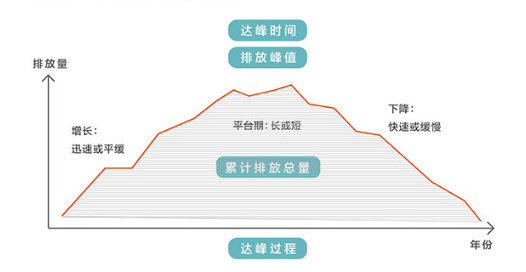 达峰时间
排放峰值
排放量
增长：
迅速或平缓
平台期：长或短
下降：
快速或缓慢
累计排放总量
年份
达峰过程